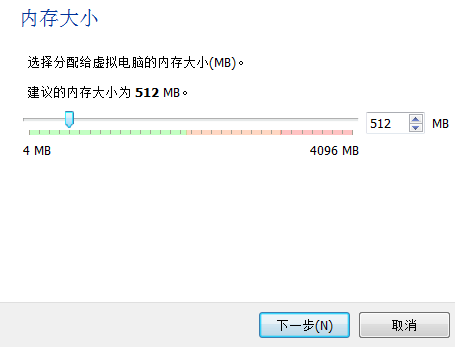 内存大小
选择分配给虚拟电脑的内存大小(MB)。
建议的内存大小为 512 MB。
512 MB
4 MB 4096 MB
下一步(N) 取消